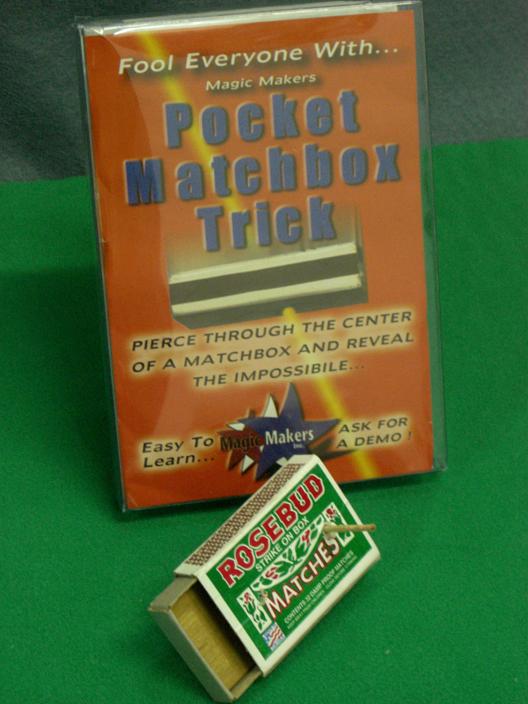 Fool Everyone With...
Magic Makers
Pocket
Matchbox
Trick
PIERCE THROUGH THE CENTER
OF A MATCHBOX AND REVEAL
THE IMPOSSIBILE...
Easy To
Learn...
Magic Makers
Inc.
ASK FOR
A DEMO !
ROSEBUD
STRIKE ON BOX
MATCHES